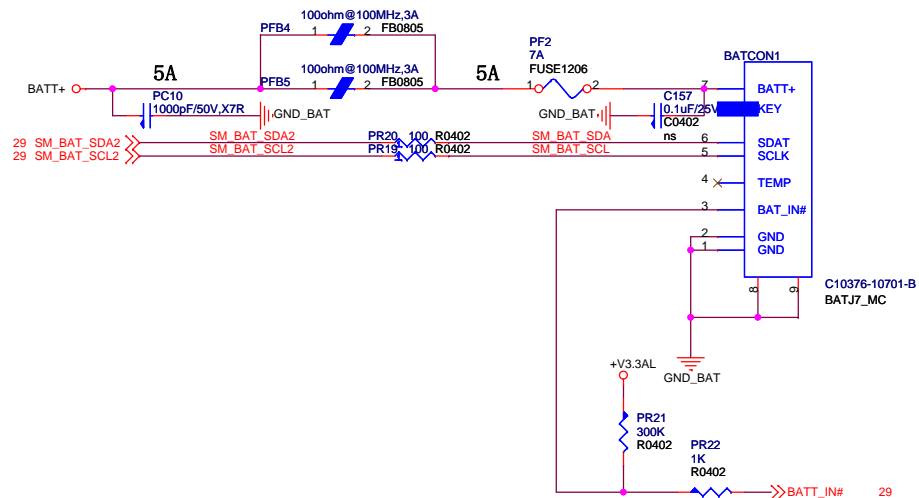 100ohm@100MHz,3A
PFB4 1 2 FB0805
100ohm@100MHz,3A
5A PFB5 1 2 FB0805 5A
PF2
7A
FUSE1206
1 2
BATCON1
BATT+
PC10
1000pF/50V,X7R
GND_BAT
GND_BAT
C157
0.1uF/25V
C0402
ns
7 BATT+
KEY
29 SM_BAT_SDA2 SM_BAT_SDA2 PR20 100 R0402 SM_BAT_SDA 6 SDAT
29 SM_BAT_SCL2 SM_BAT_SCL2 PR19 100 R0402 SM_BAT_SCL 5 SCLK
4 TEMP
3 BAT_IN#
2 GND
1 GND
8 9
C10376-10701-B
BATJ7_MC
GND_BAT
+V3.3AL
PR21
300K
R0402
PR22
1K
R0402
BATT_IN# 29